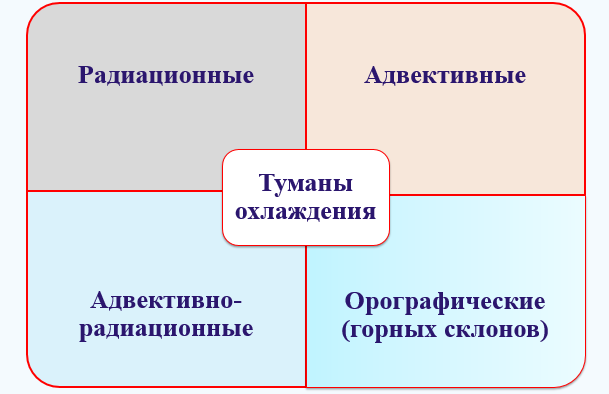 Радиационные
Адвективные
Туманы
охлаждения
Адвективно-
радиационные
Орографические
(горных склонов)